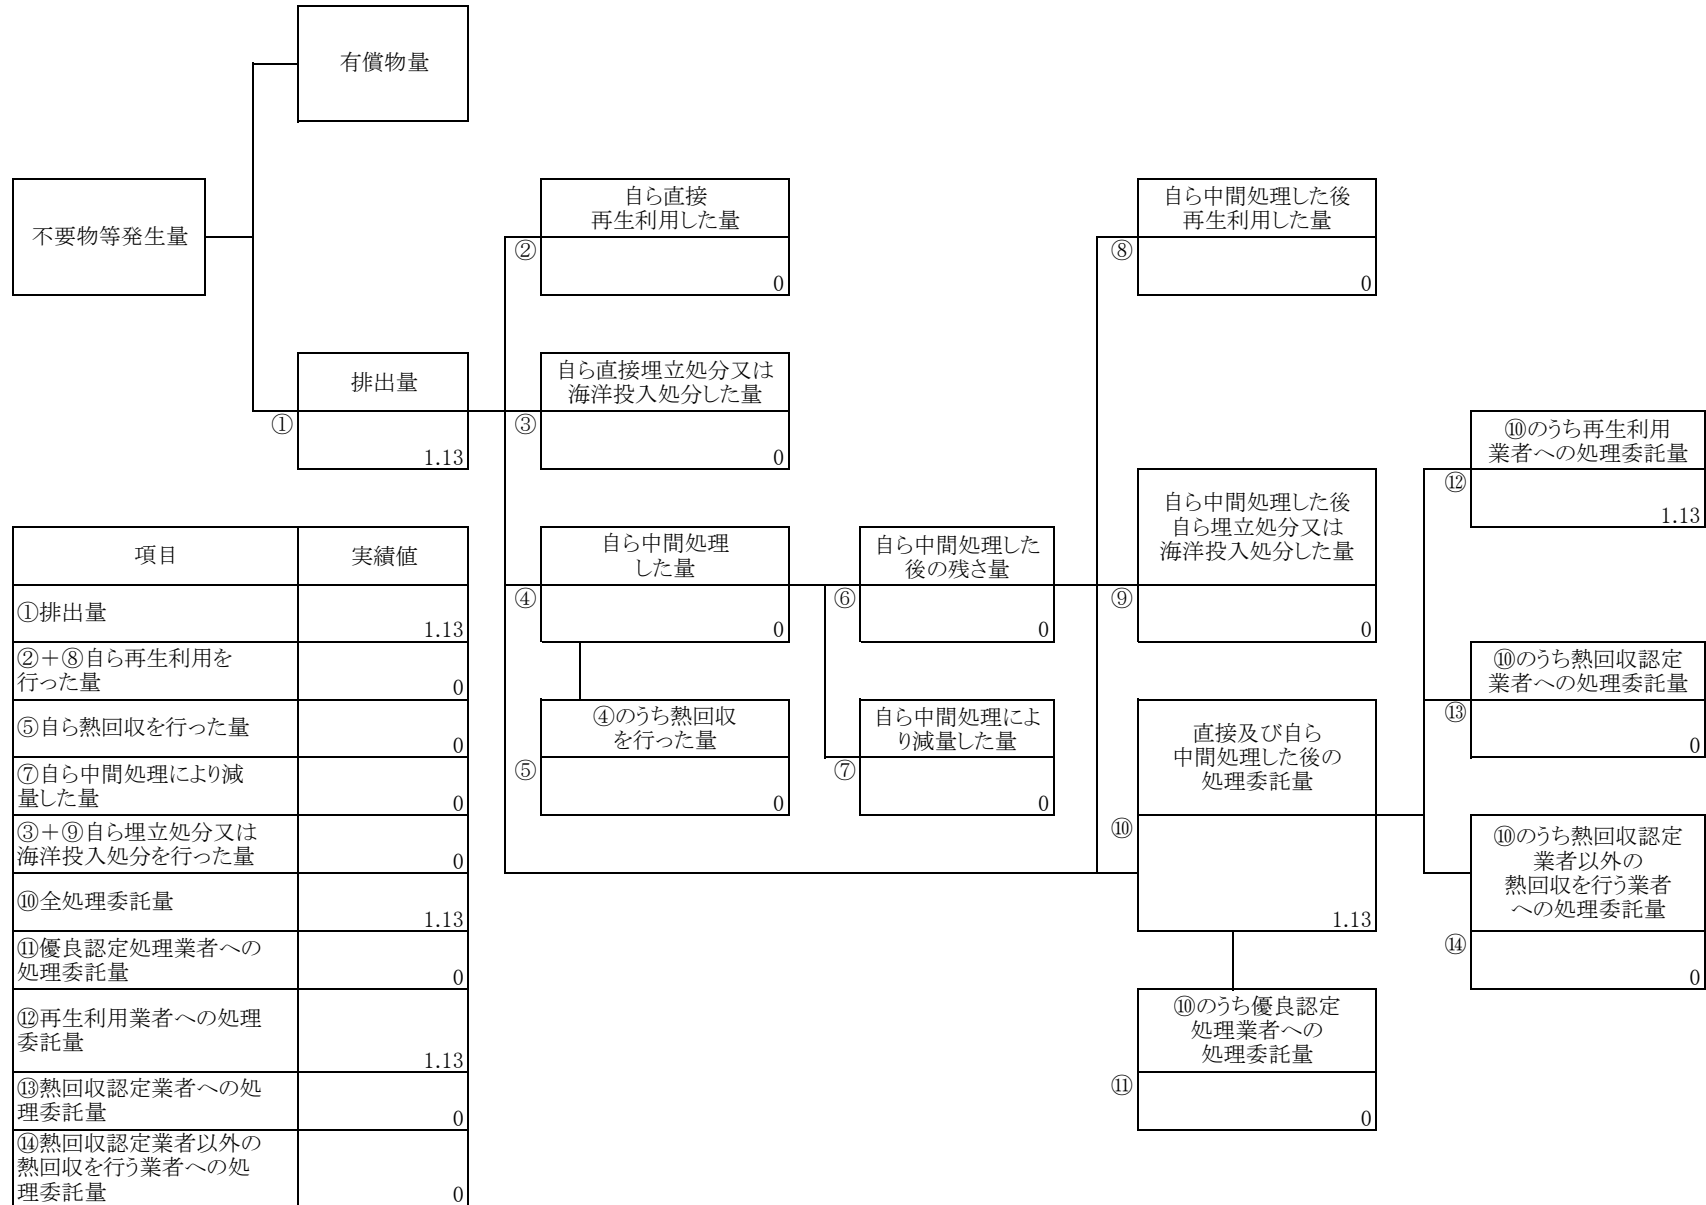 有償物量
不要物等発生量
排出量
①
1.13
自ら直接
再生利用した量
②
0
自ら直接埋立処分又は
海洋投入処分した量
③
0
自ら中間処理
した量
④
0
④のうち熱回収
を行った量
⑤
0
自ら中間処理した
後の残さ量
⑥
0
自ら中間処理によ
り減量した量
⑦
0
自ら中間処理した後
再生利用した量
⑧
0
自ら中間処理した後
自ら埋立処分又は
海洋投入処分した量
⑨
0
直接及び自ら
中間処理した後の
処理委託量
⑩
1.13
⑩のうち優良認定
処理業者への
処理委託量
⑪
0
⑩のうち再生利用
業者への処理委託量
⑫
1.13
⑩のうち熱回収認定
業者への処理委託量
⑬
0
⑩のうち熱回収認定
業者以外の
熱回収を行う業者
への処理委託量
⑭
0
項目 実績値
①排出量
1.13
②＋⑧自ら再生利用を
行った量
0
⑤自ら熱回収を行った量
0
⑦自ら中間処理により減
量した量
0
③＋⑨自ら埋立処分又は
海洋投入処分を行った量
0
⑩全処理委託量
1.13
⑪優良認定処理業者への
処理委託量
0
⑫再生利用業者への処理
委託量
1.13
⑬熱回収認定業者への処
理委託量
0
⑭熱回収認定業者以外の
熱回収を行う業者への処
理委託量
0